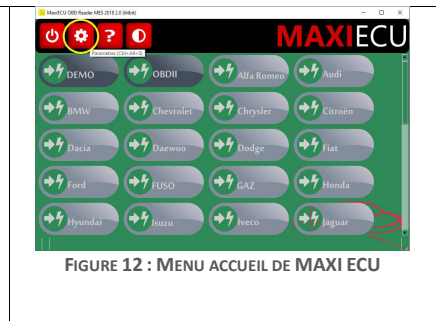 MaxiECU OBD Reader MES 2018 2.0 (64bit)
MAXIECU
Paramètres (Ctrl+Alt+S)
DEMO OBDII Alfa Romeo Audi
BMW Chevrolet Chrysler Citroën
Dacia Daewoo Dodge Fiat
Ford FUSO GAZ Honda
Hyundai Isuzu Iveco Jaguar
FIGURE 12 : MENU ACCUEIL DE MAXI ECU